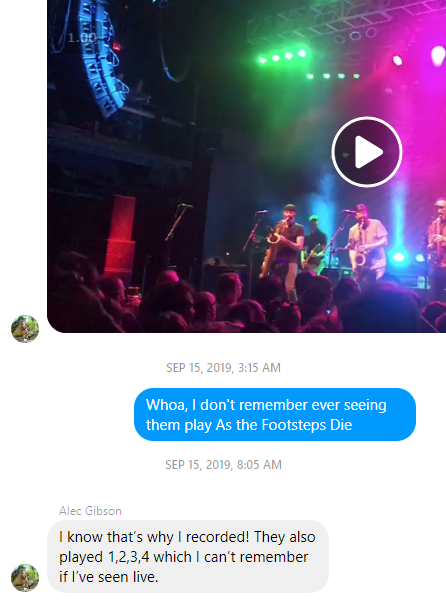 1.00
SEP 15, 2019, 3:15 AM
Whoa, I don't remember ever seeing
them play As the Footsteps Die
SEP 15, 2019, 8:05 AM
Alec Gibson
I know that’s why I recorded! They also
played 1,2,3,4 which I can’t remember
if I’ve seen live.